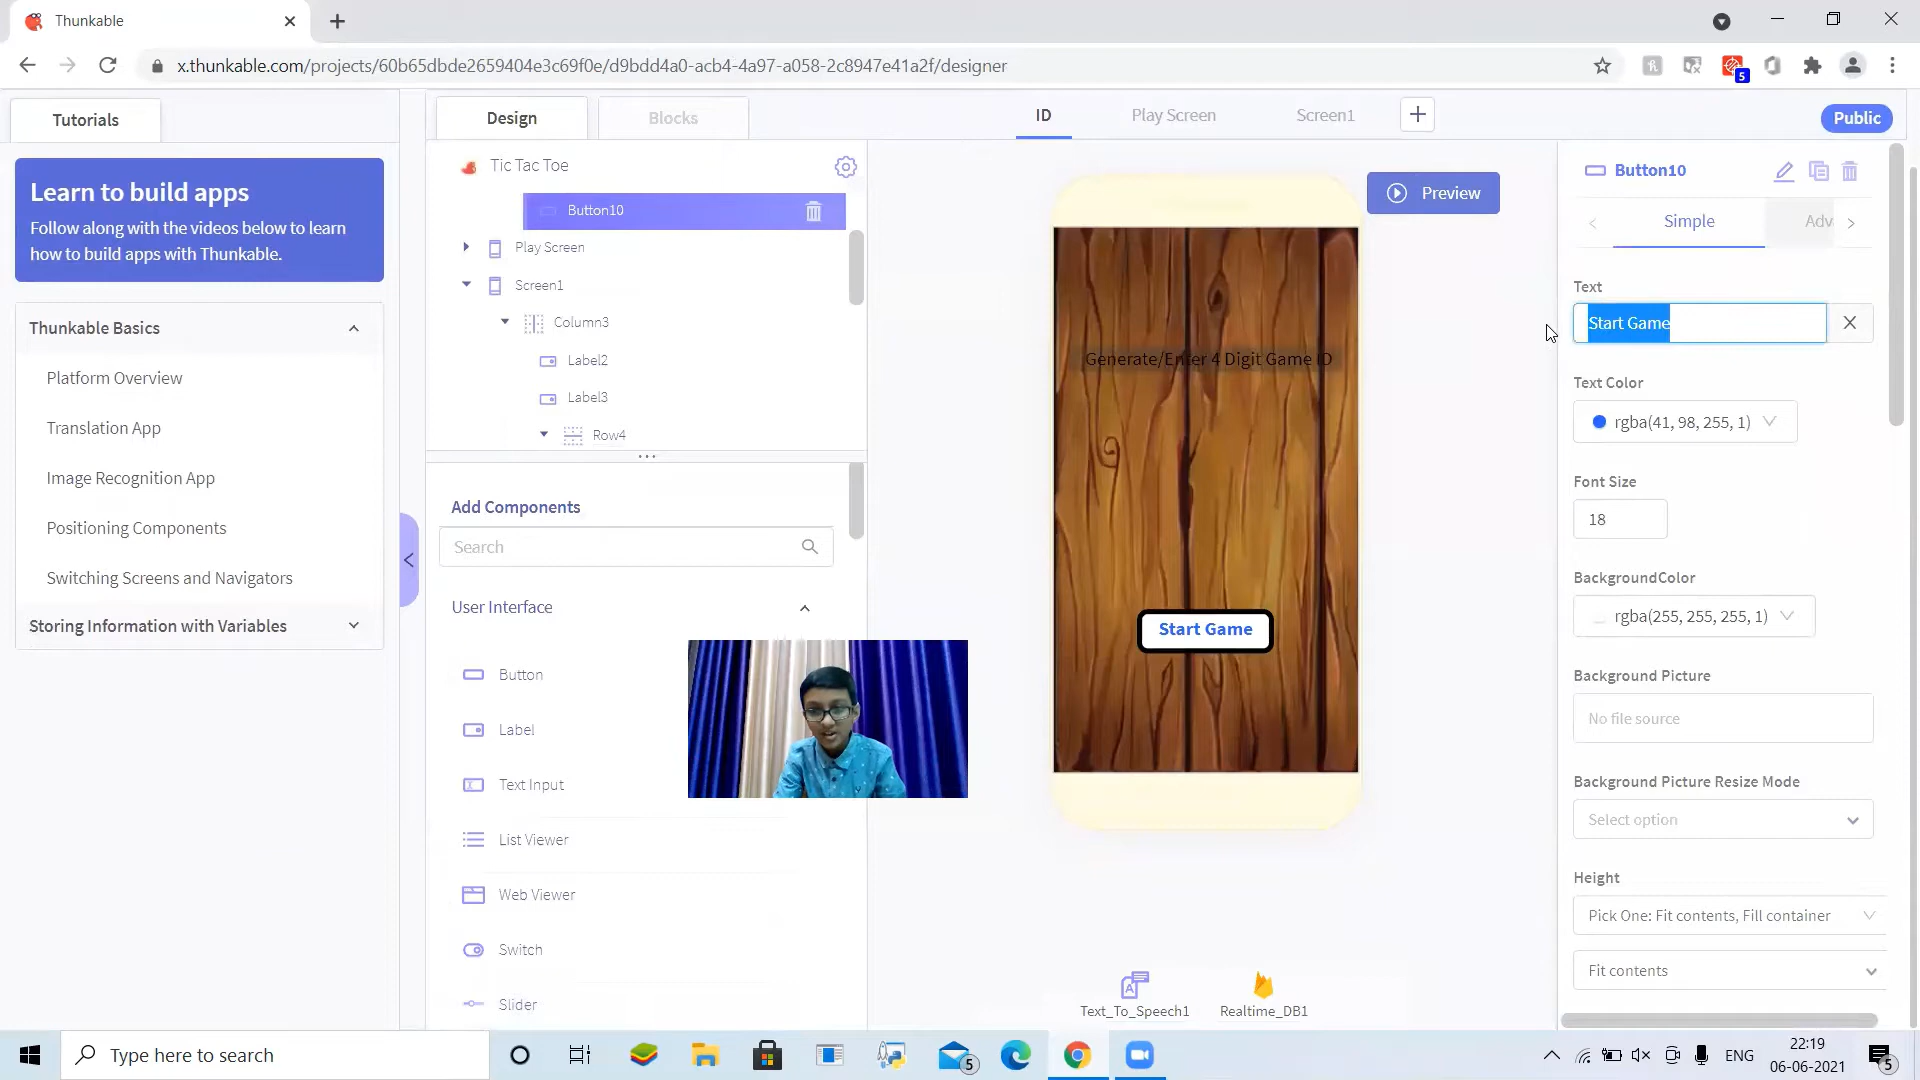 Thunkable
x.thunkable.com/projects/60b65dbde2659404e3c69f0e/d9bdd4a0-acb4-4a97-a058-2c8947e41a2f/designer
5
Tutorials
Learn to build apps
Follow along with the videos below to learn
how to build apps with Thunkable.
Thunkable Basics
Platform Overview
Translation App
Image Recognition App
Positioning Components
Switching Screens and Navigators
Storing Information with Variables
Design
Blocks
Tic Tac Toe
Button10
Play Screen
Screen1
Column3
Label2
Label3
Row4
Add Components
Search
User Interface
Button
Label
Text Input
List Viewer
Web Viewer
Switch
Slider
ID
Play Screen
Screen1
Public
Preview
Generate/Enter 4 Digit Game ID
Start Game
Text_To_Speech1
Realtime_DB1
Button10
Simple
Adv
Text
Start Game
Text Color
rgba(41, 98, 255, 1)
Font Size
18
BackgroundColor
rgba(255, 255, 255, 1)
Background Picture
No file source
Background Picture Resize Mode
Select option
Height
Pick One: Fit contents, Fill container
Fit contents
Type here to search
5
ENG
22:19
06-06-2021
5